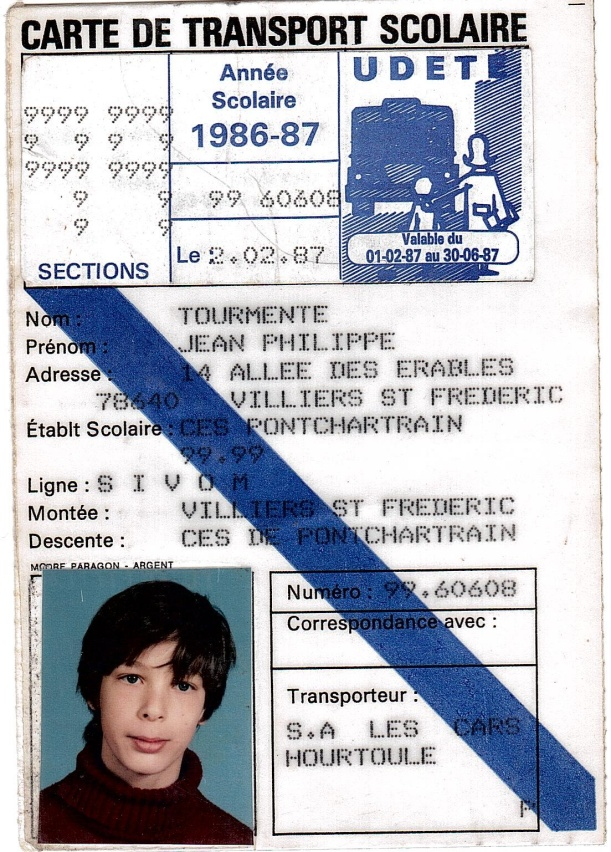 CARTE DE TRANSPORT SCOLAIRE
9999 9999
9 9 9 9
9999 9999
9 9
9 9
SECTIONS
Année
Scolaire
1986-87
99 60608
Le 2.02.87
UDETE
Valable du
01-02-87 au 30-06-87
Nom : TOURMENTE
Prénom : JEAN PHILIPPE
Adresse : 14 ALLEE DES ERABLES
78640 VILLIERS ST FREDERIC
Établt Scolaire : CES PONTCHARTRAIN
99.99
Ligne : S I V O M
Montée : VILLIERS ST FREDERIC
Descente : CES DE PONTCHARTRAIN
MOORE PARAGON - ARGENT
Numéro : 99.60608
Correspondance avec :
Transporteur :
S.A LES CARS
HOURTOULE
P